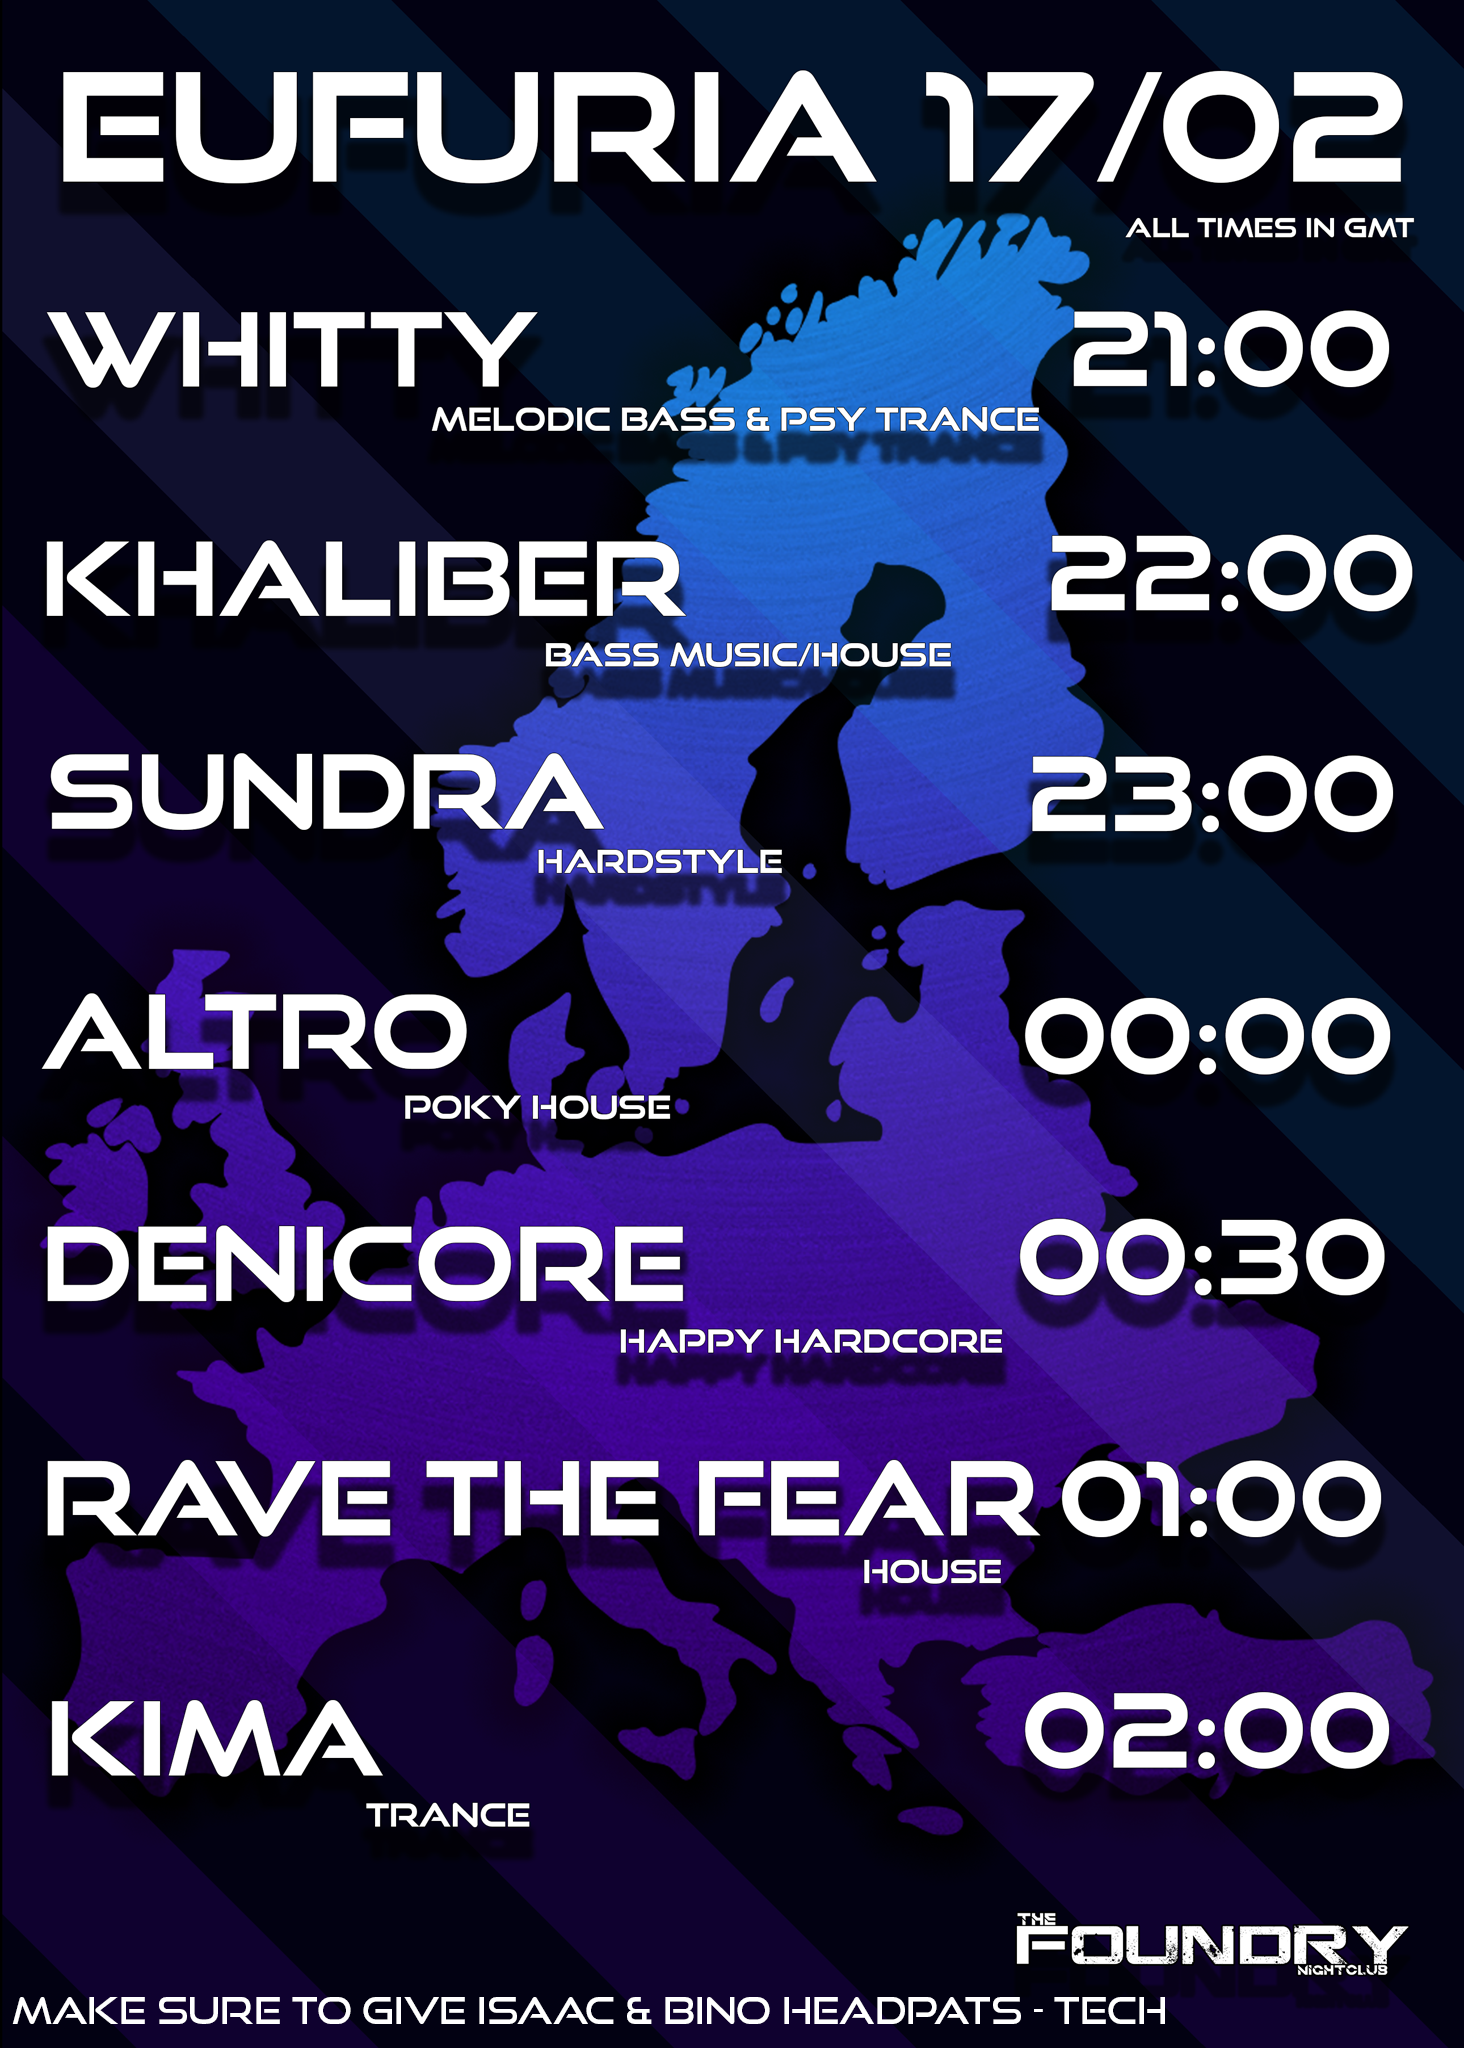 EUFURIA 17/02
ALL TIMES IN GMT
WHITTY 21:00
MELODIC BASS & PSY TRANCE
KHALIBER 22:00
BASS MUSIC/HOUSE
SUNDRA 23:00
HARDSTYLE
ALTRO 00:00
POKY HOUSE
DENICORE 00:30
HAPPY HARDCORE
RAVE THE FEAR 01:00
HOUSE
KIMA 02:00
TRANCE
THE
FOUNDRY
NIGHTCLUB
MAKE SURE TO GIVE ISAAC & BINO HEADPATS - TECH